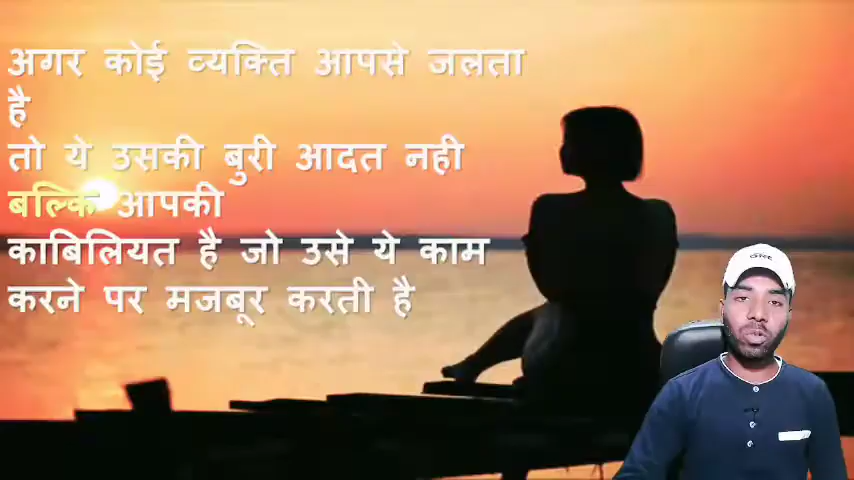 अगर कोई व्यक्ति आपसे जलता
है
तो ये उसकी बुरी आदत नही
बल्कि आपकी
काबिलियत है जो उसे ये काम
करने पर मजबूर करती है